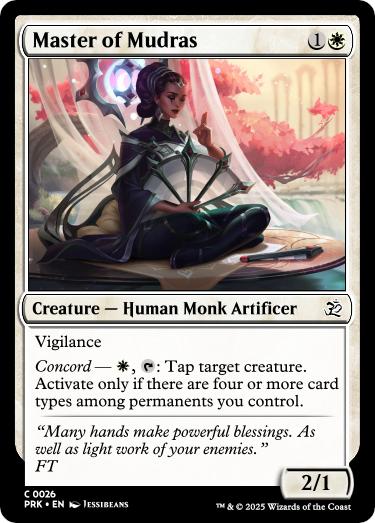 Master of Mudras 1
Creature — Human Monk Artificer
Vigilance
Concord — , : Tap target creature.
Activate only if there are four or more card
types among permanents you control.
“Many hands make powerful blessings. As
well as light work of your enemies.”
FT
2/1
C 0026
PRK • EN JESSIBEANS
™ & © 2025 Wizards of the Coast